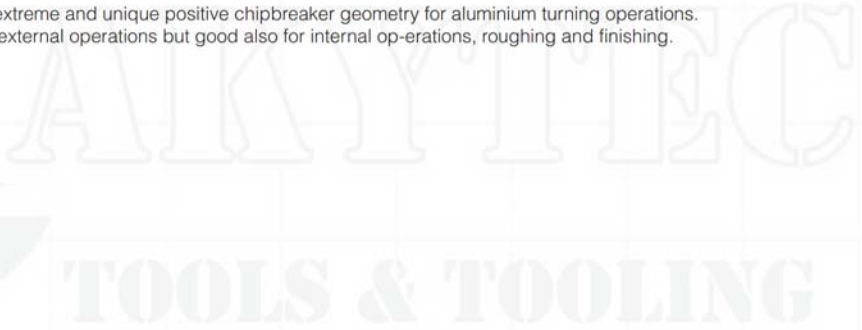 extreme and unique positive chipbreaker geometry for aluminium turning operations.
external operations but good also for internal op-erations, roughing and finishing.
AKYTEC
TOOLS & TOOLING